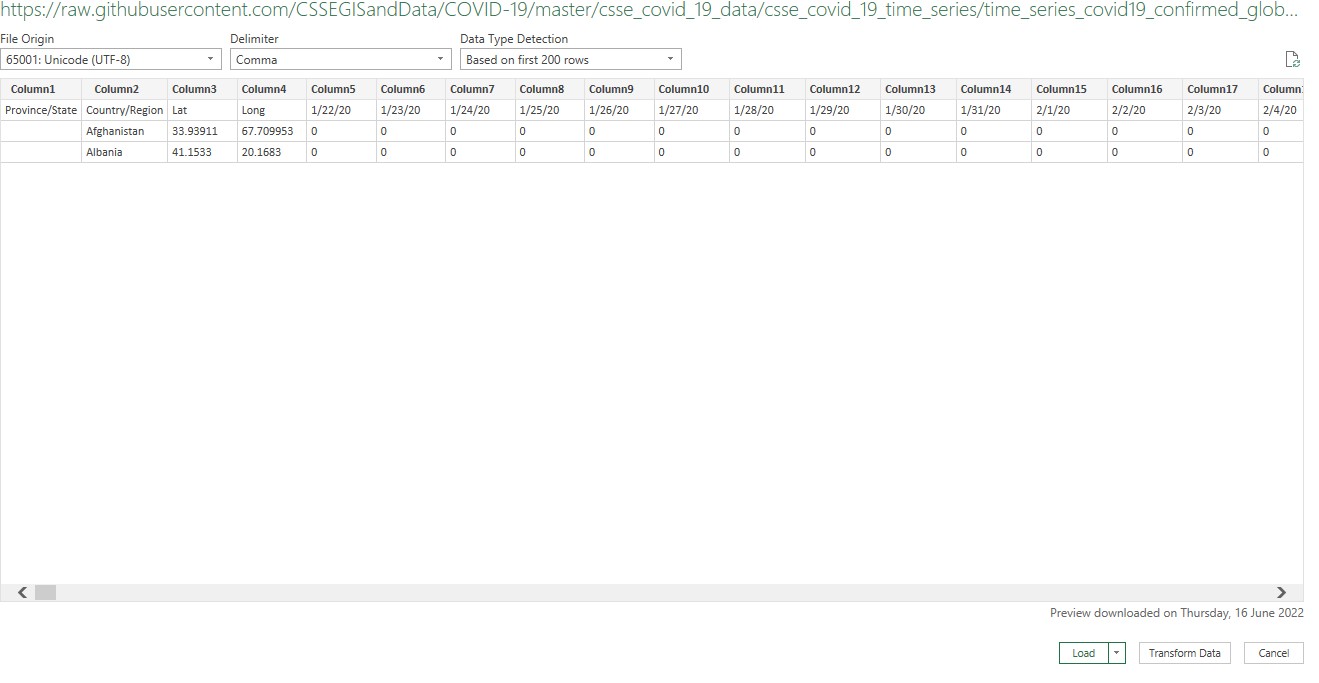 https://raw.githubusercontent.com/CSSEGISandData/COVID-19/master/csse_covid_19_data/csse_covid_19_time_series/time_series_covid19_confirmed_glob...
File Origin Delimiter Data Type Detection
65001: Unicode (UTF-8) Comma Based on first 200 rows
Column1 Column2 Column3 Column4 Column5 Column6 Column7 Column8 Column9 Column10 Column11 Column12 Column13 Column14 Column15 Column16 Column17 Column
Province/State Country/Region Lat Long 1/22/20 1/23/20 1/24/20 1/25/20 1/26/20 1/27/20 1/28/20 1/29/20 1/30/20 1/31/20 2/1/20 2/2/20 2/3/20 2/4/20
Afghanistan 33.93911 67.709953 0 0 0 0 0 0 0 0 0 0 0 0 0 0
Albania 41.1533 20.1683 0 0 0 0 0 0 0 0 0 0 0 0 0 0
Preview downloaded on Thursday, 16 June 2022
Load Transform Data Cancel